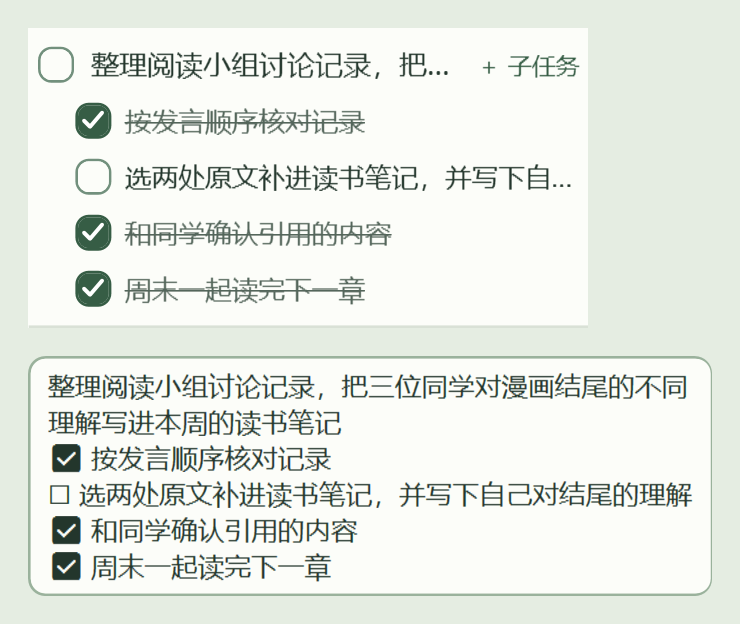 整理阅读小组讨论记录，把... + 子任务
按发言顺序核对记录
选两处原文补进读书笔记，并写下自...
和同学确认引用的内容
周末一起读完下一章
整理阅读小组讨论记录，把三位同学对漫画结尾的不同
理解写进本周的读书笔记
☑ 按发言顺序核对记录
☐ 选两处原文补进读书笔记，并写下自己对结尾的理解
☑ 和同学确认引用的内容
☑ 周末一起读完下一章